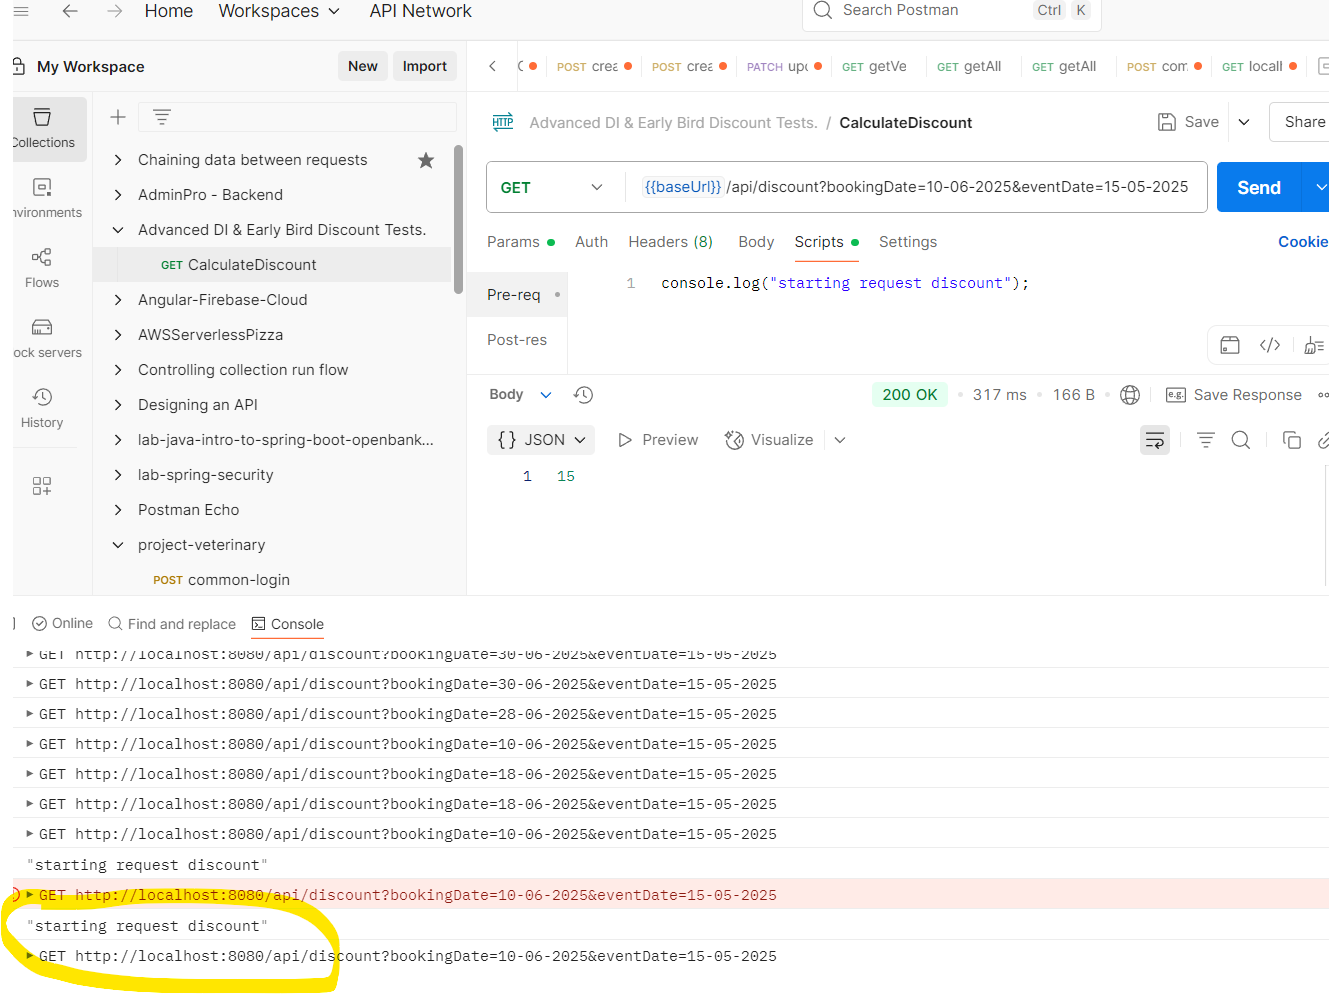 Home Workspaces API Network Search Postman Ctrl K
My Workspace New Import
POST crea POST crea PATCH upc GET getVe GET getAll GET getAll POST com GET locall
Collections
nvironments
Flows
ock servers
History
Chaining data between requests
AdminPro - Backend
Advanced DI & Early Bird Discount Tests.
GET CalculateDiscount
Angular-Firebase-Cloud
AWSServerlessPizza
Controlling collection run flow
Designing an API
lab-java-intro-to-spring-boot-openbank...
lab-spring-security
Postman Echo
project-veterinary
POST common-login
HTTP Advanced DI & Early Bird Discount Tests. / CalculateDiscount Save Share
GET {{baseUrl}}/api/discount?bookingDate=10-06-2025&eventDate=15-05-2025 Send
Params Auth Headers (8) Body Scripts Settings Cookie
Pre-req
Post-res
1 console.log("starting request discount");
</>
Body 200 OK 317 ms 166 B e.g. Save Response
{} JSON Preview Visualize
1 15
Online Find and replace Console
GET http://localhost:8080/api/discount?bookingDate=30-06-2025&eventDate=15-05-2025
GET http://localhost:8080/api/discount?bookingDate=30-06-2025&eventDate=15-05-2025
GET http://localhost:8080/api/discount?bookingDate=28-06-2025&eventDate=15-05-2025
GET http://localhost:8080/api/discount?bookingDate=10-06-2025&eventDate=15-05-2025
GET http://localhost:8080/api/discount?bookingDate=18-06-2025&eventDate=15-05-2025
GET http://localhost:8080/api/discount?bookingDate=18-06-2025&eventDate=15-05-2025
GET http://localhost:8080/api/discount?bookingDate=10-06-2025&eventDate=15-05-2025
"starting request discount"
GET http://localhost:8080/api/discount?bookingDate=10-06-2025&eventDate=15-05-2025
"starting request discount"
GET http://localhost:8080/api/discount?bookingDate=10-06-2025&eventDate=15-05-2025